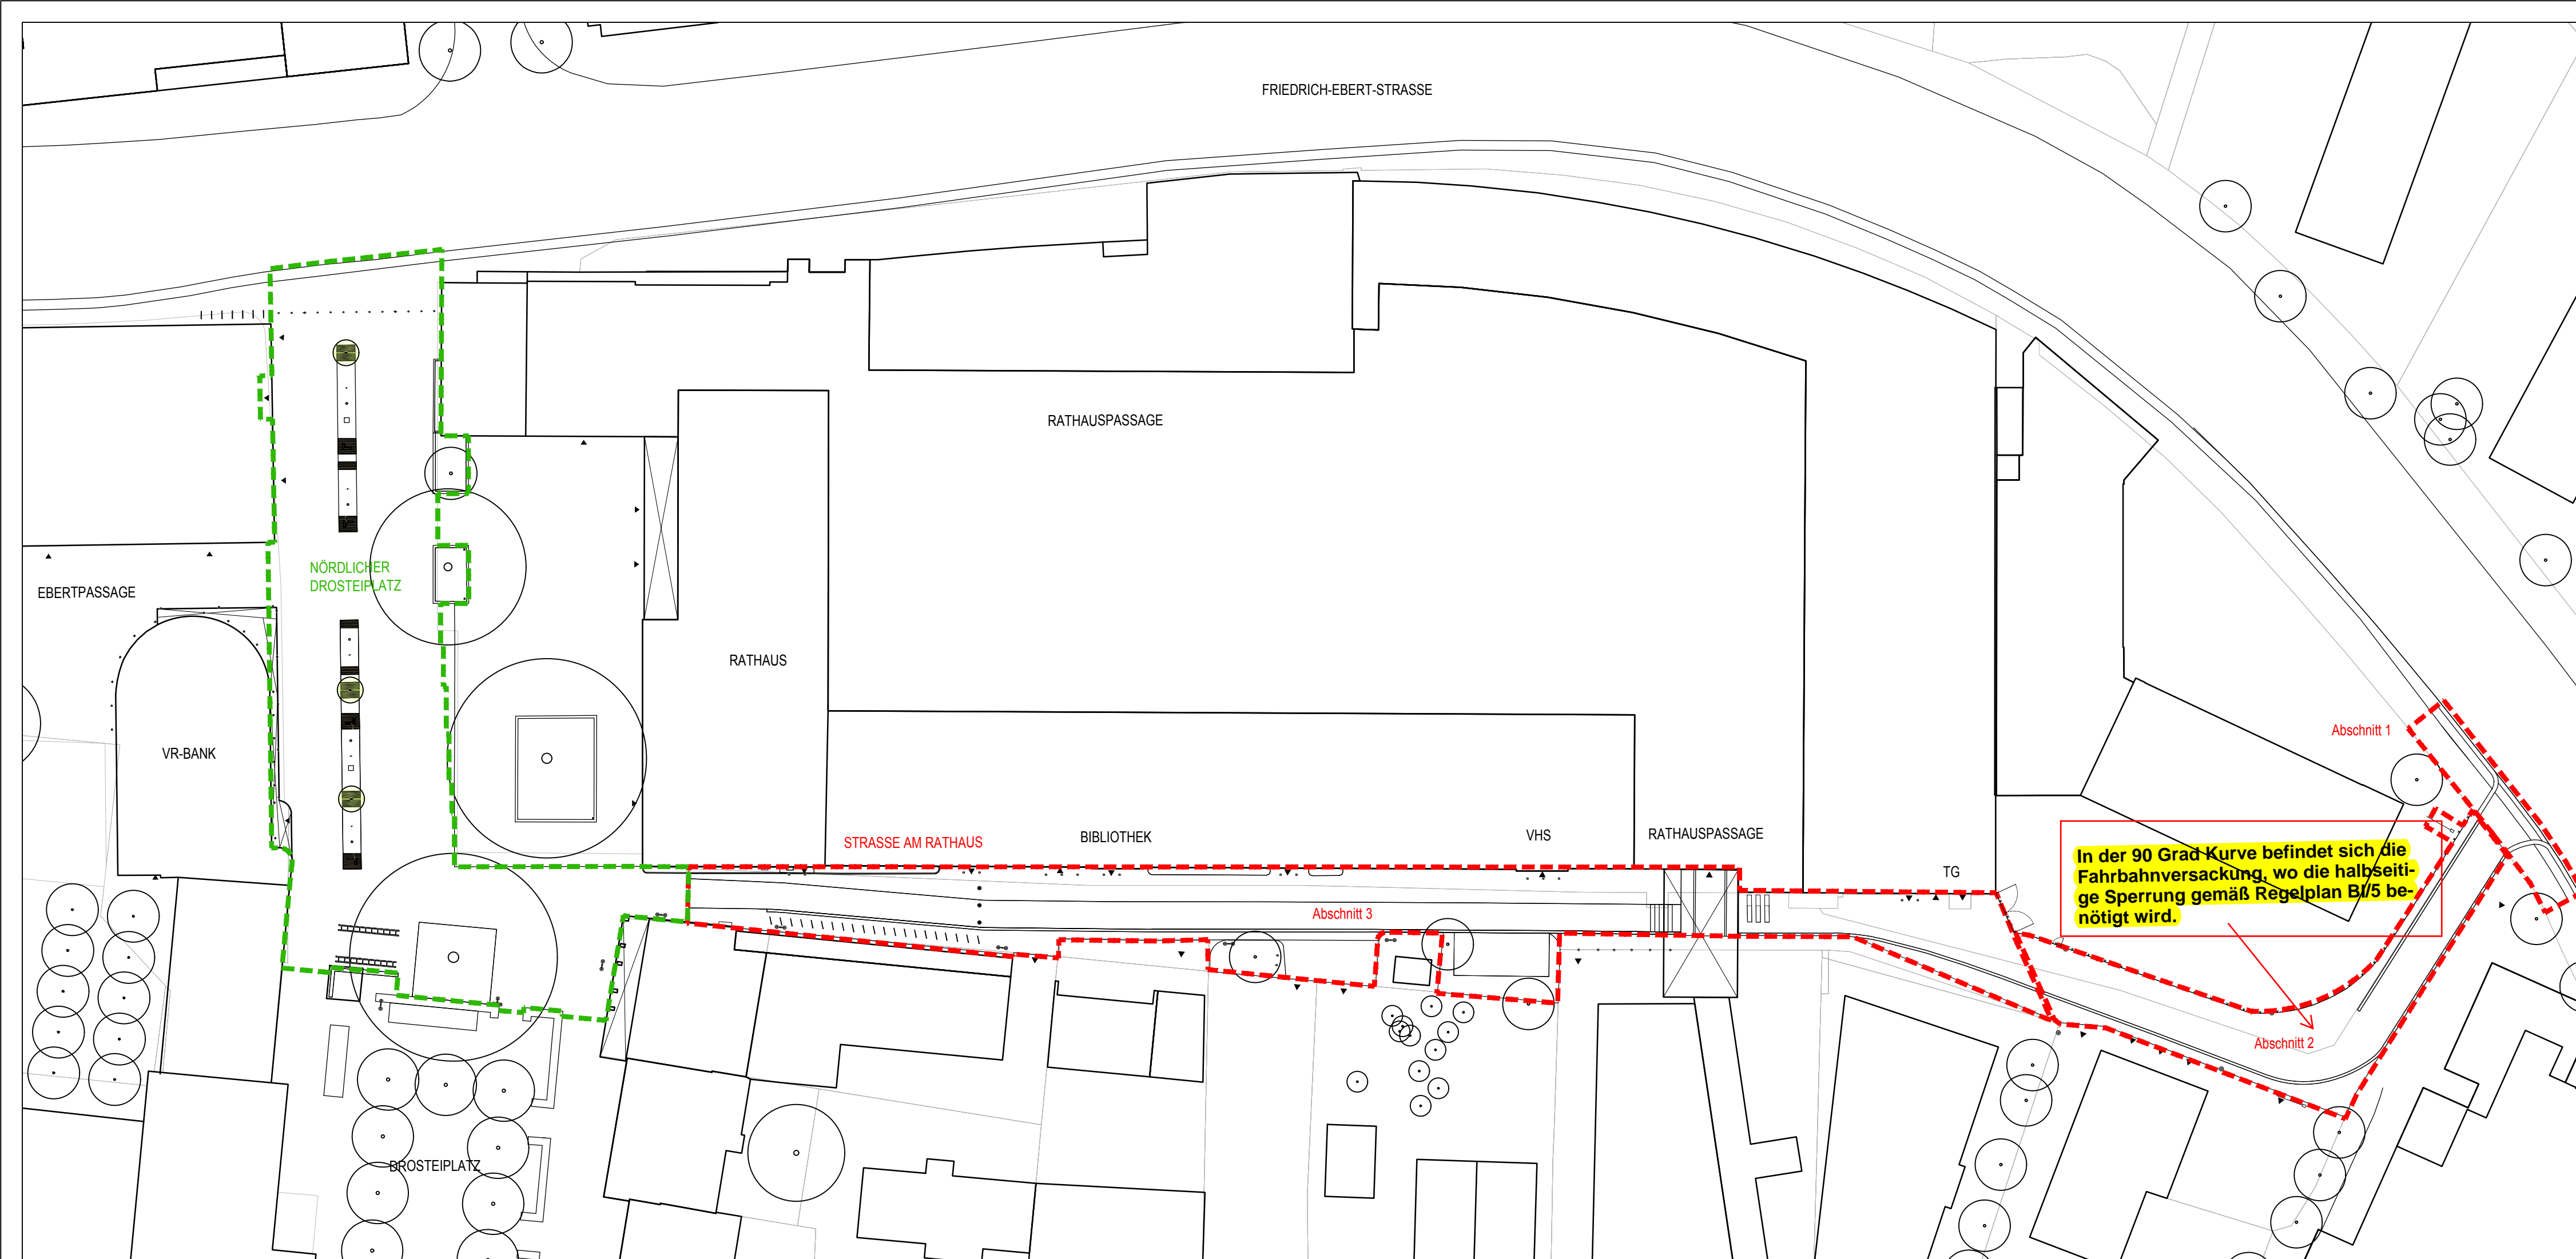 FRIEDRICH-EBERT-STRASSE
RATHAUSPASSAGE
NÖRDLICHER
DROSTEIPLATZ
EBERTPASSAGE
RATHAUS
VR-BANK
Abschnitt 1
STRASSE AM RATHAUS
BIBLIOTHEK
VHS
RATHAUSPASSAGE
TG
In der 90 Grad Kurve befindet sich die
Fahrbahnversackung, wo die halbseiti-
ge Sperrung gemäß Regelplan BI/5 be-
nötigt wird.
Abschnitt 3
Abschnitt 2
DROSTEIPLATZ